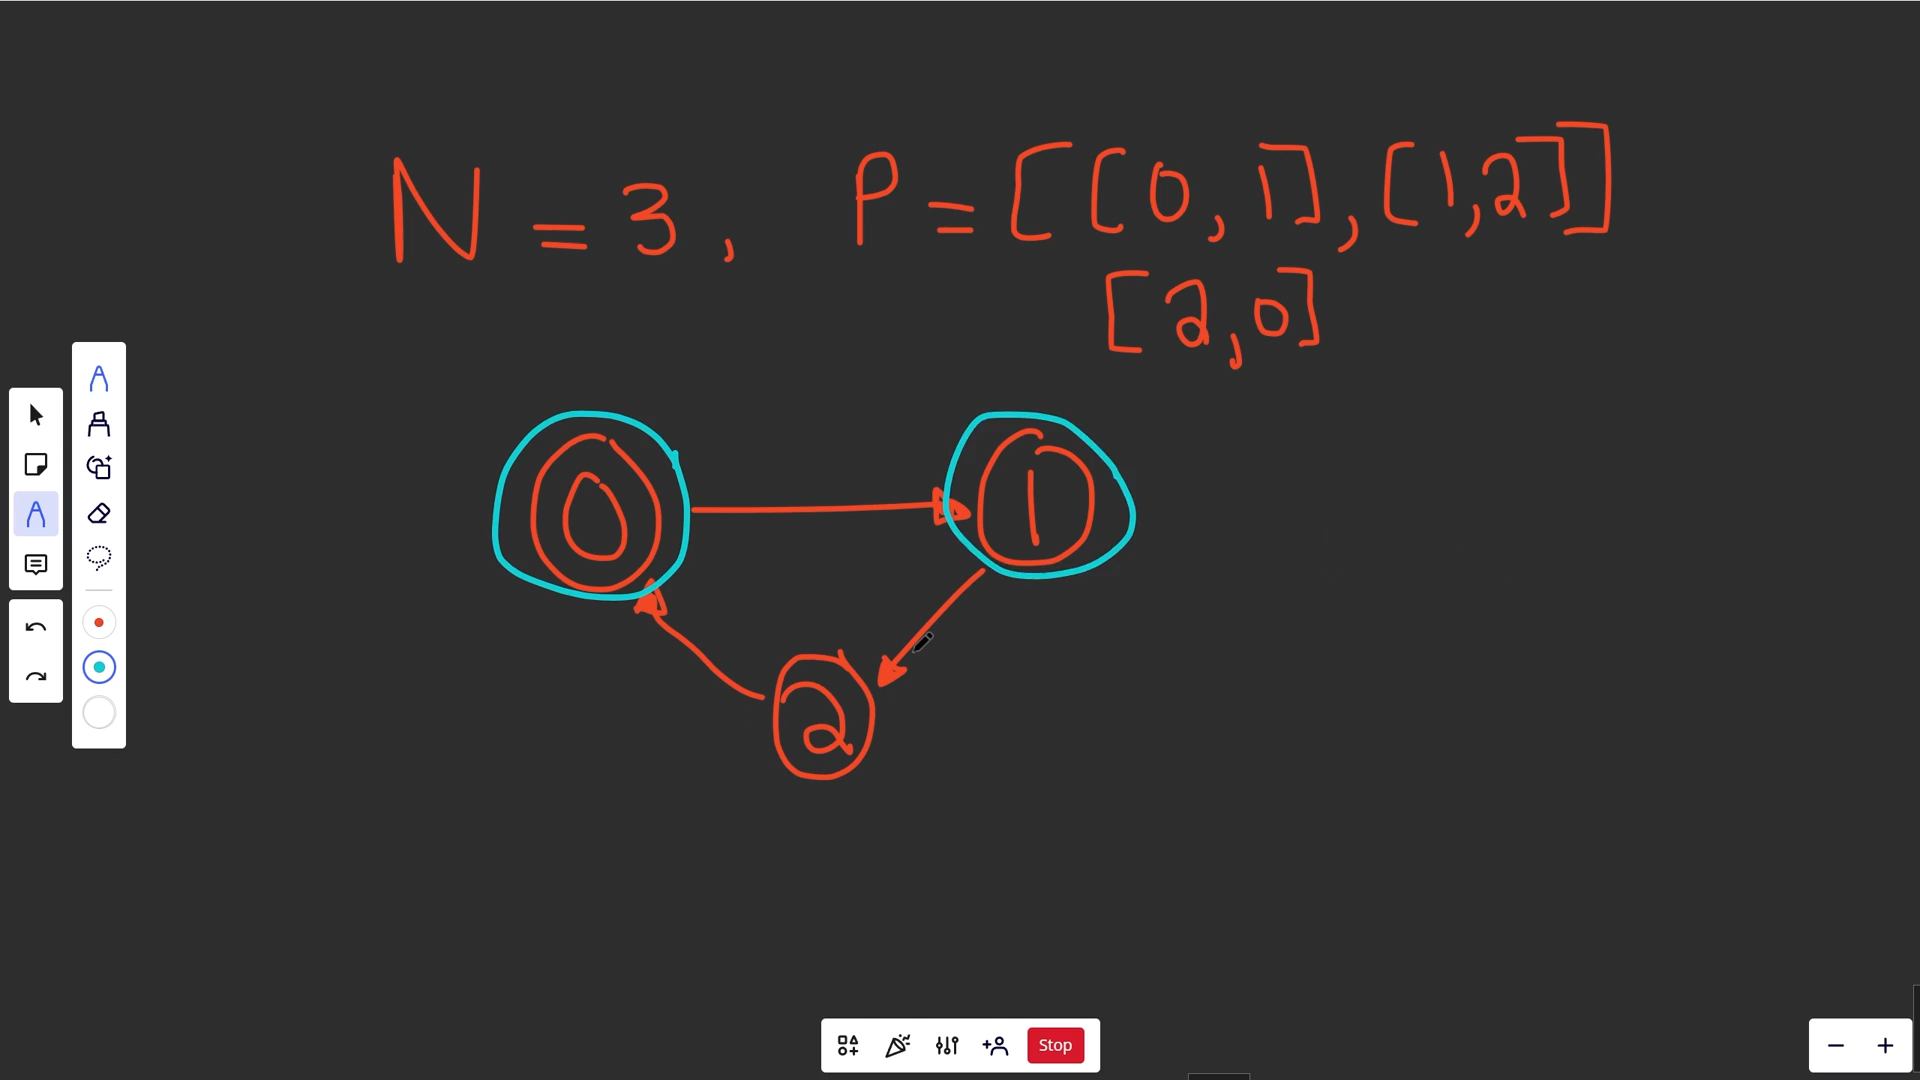 N = 3, P = [[0,1],[1,2]]
[2,0]
0
1
2
Stop